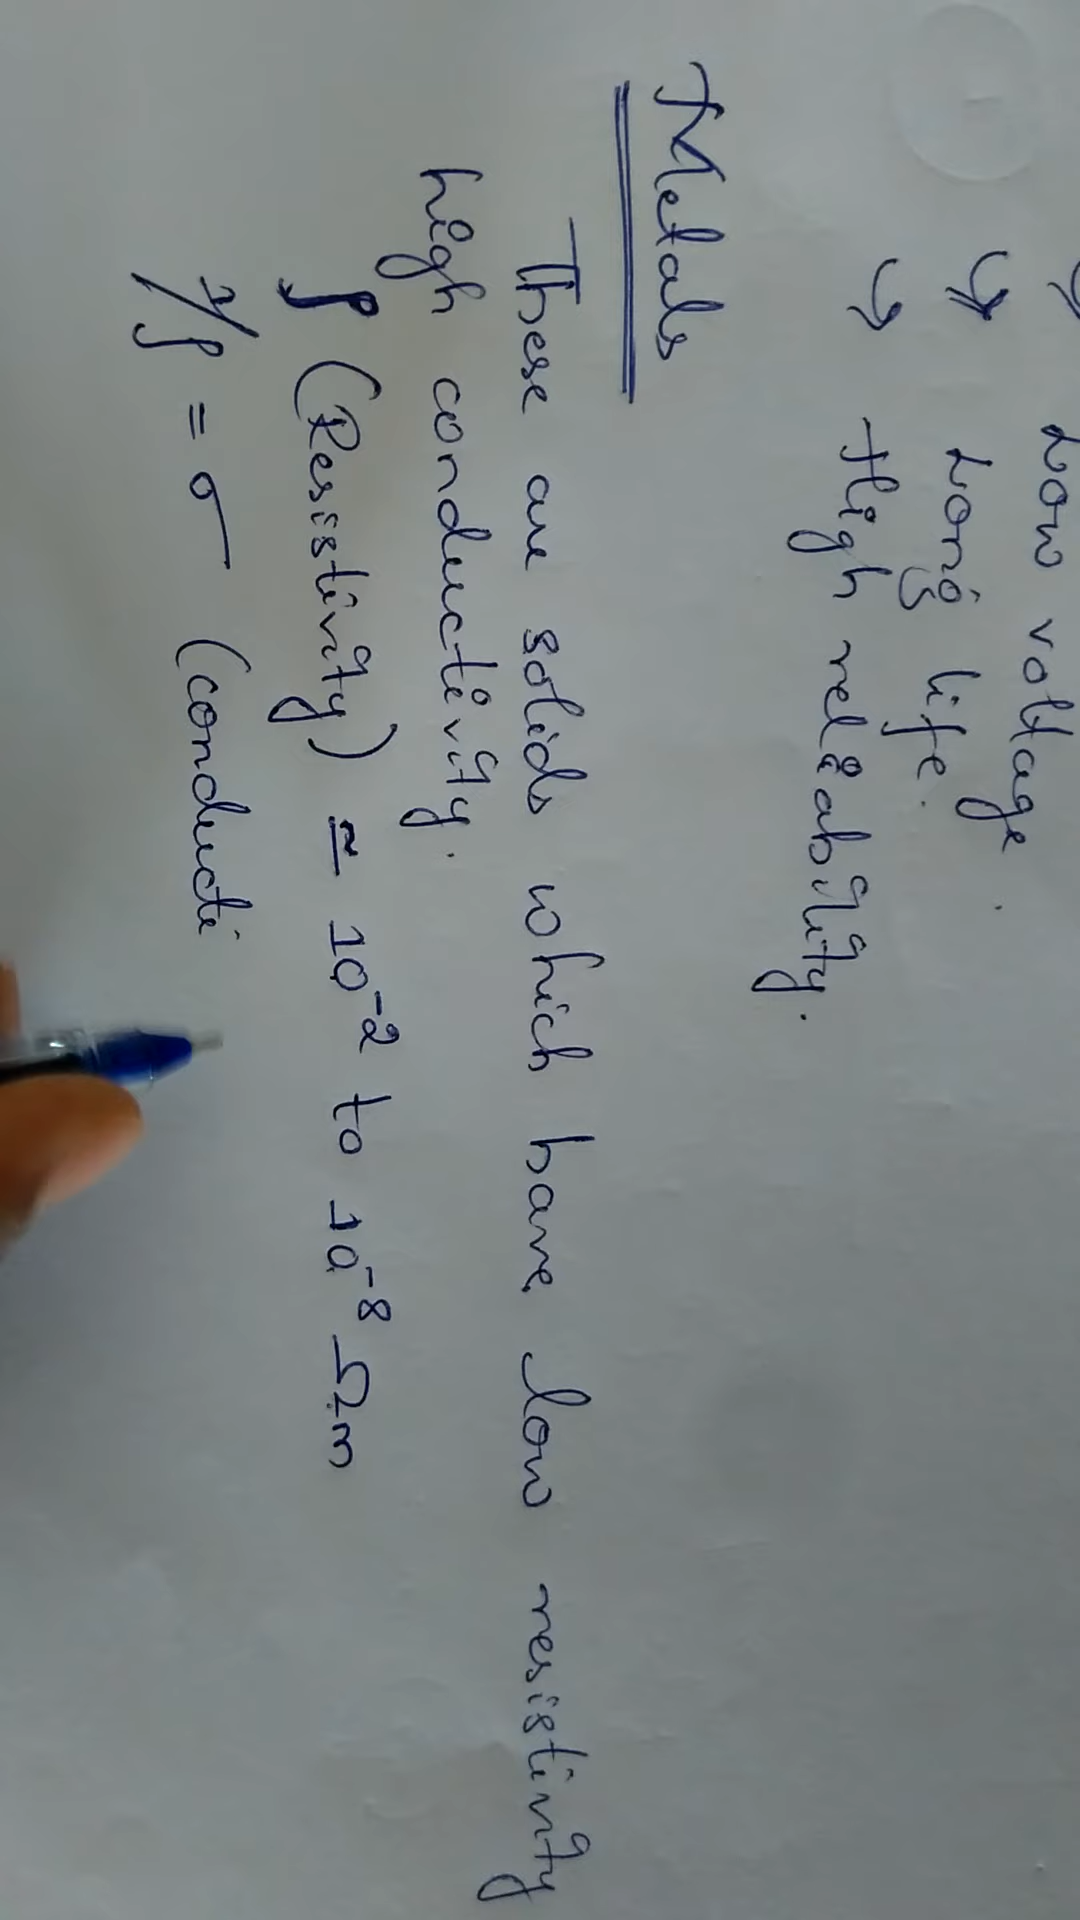 ↳ Low voltage.
↳ Long life.
↳ High reliability.
Metals
These are solids which have low resistivity
high conductivity.
ρ (Resistivity) ≃ 10⁻² to 10⁻⁸ Ωm
1/ρ = σ (conducti